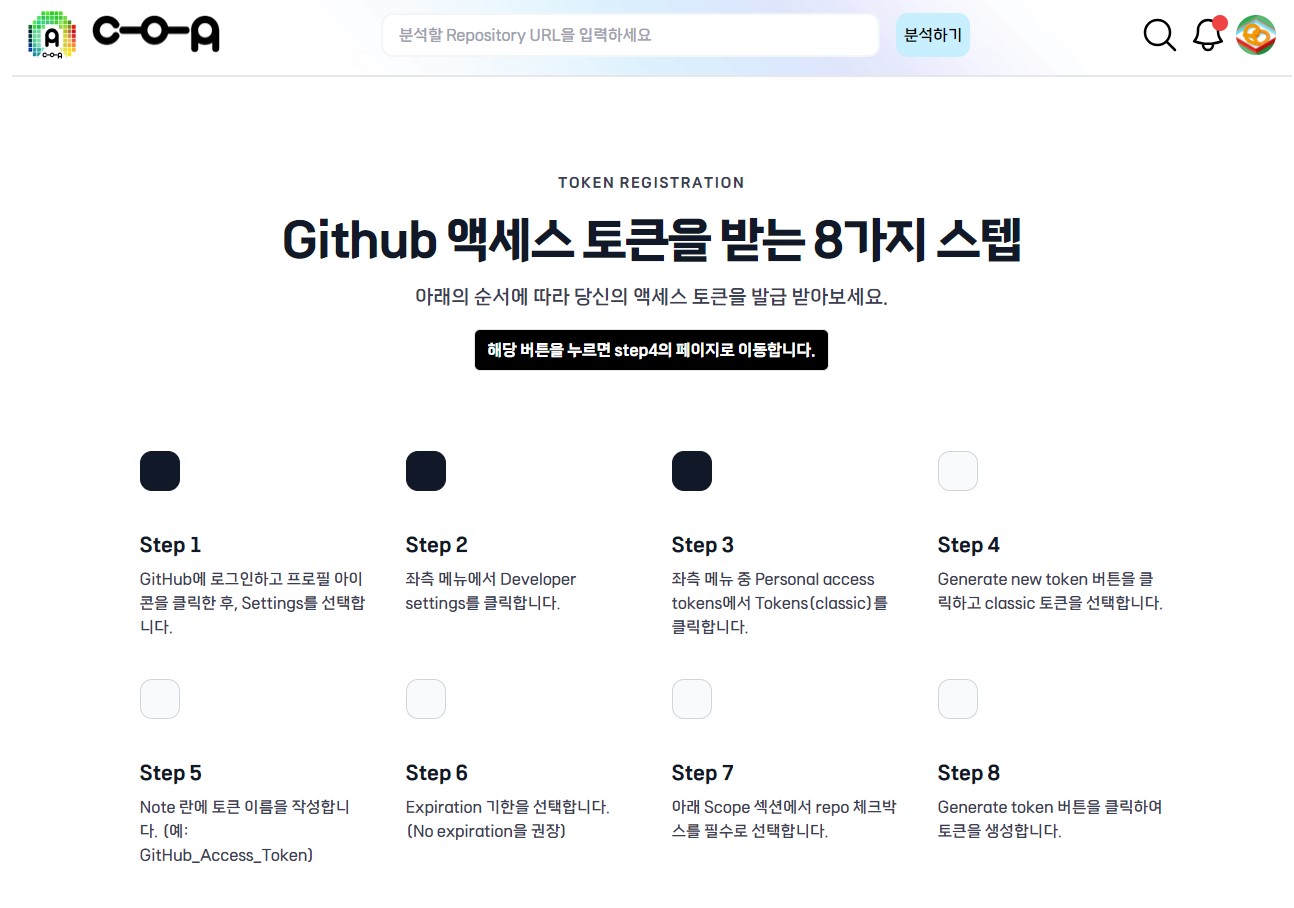 A
C-O-A
C-O-A
분석할 Repository URL을 입력하세요
분석하기
TOKEN REGISTRATION
Github 액세스 토큰을 받는 8가지 스텝
아래의 순서에 따라 당신의 액세스 토큰을 발급 받아보세요.
해당 버튼을 누르면 step4의 페이지로 이동합니다.
Step 1
GitHub에 로그인하고 프로필 아이
콘을 클릭한 후, Settings를 선택합
니다.
Step 2
좌측 메뉴에서 Developer
settings를 클릭합니다.
Step 3
좌측 메뉴 중 Personal access
tokens에서 Tokens(classic)를
클릭합니다.
Step 4
Generate new token 버튼을 클
릭하고 classic 토큰을 선택합니다.
Step 5
Note 란에 토큰 이름을 작성합니
다. (예:
GitHub_Access_Token)
Step 6
Expiration 기한을 선택합니다.
(No expiration을 권장)
Step 7
아래 Scope 섹션에서 repo 체크박
스를 필수로 선택합니다.
Step 8
Generate token 버튼을 클릭하여
토큰을 생성합니다.